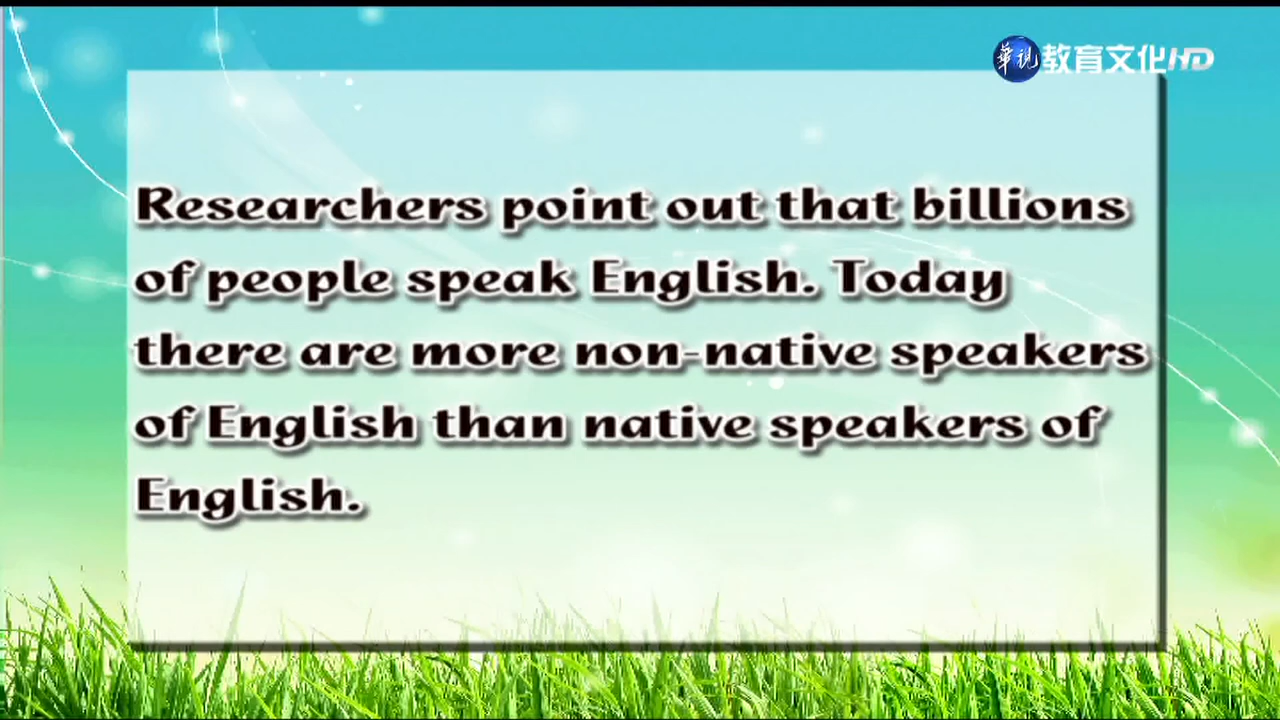 華視 教育文化HD
Researchers point out that billions
of people speak English. Today
there are more non-native speakers
of English than native speakers of
English.